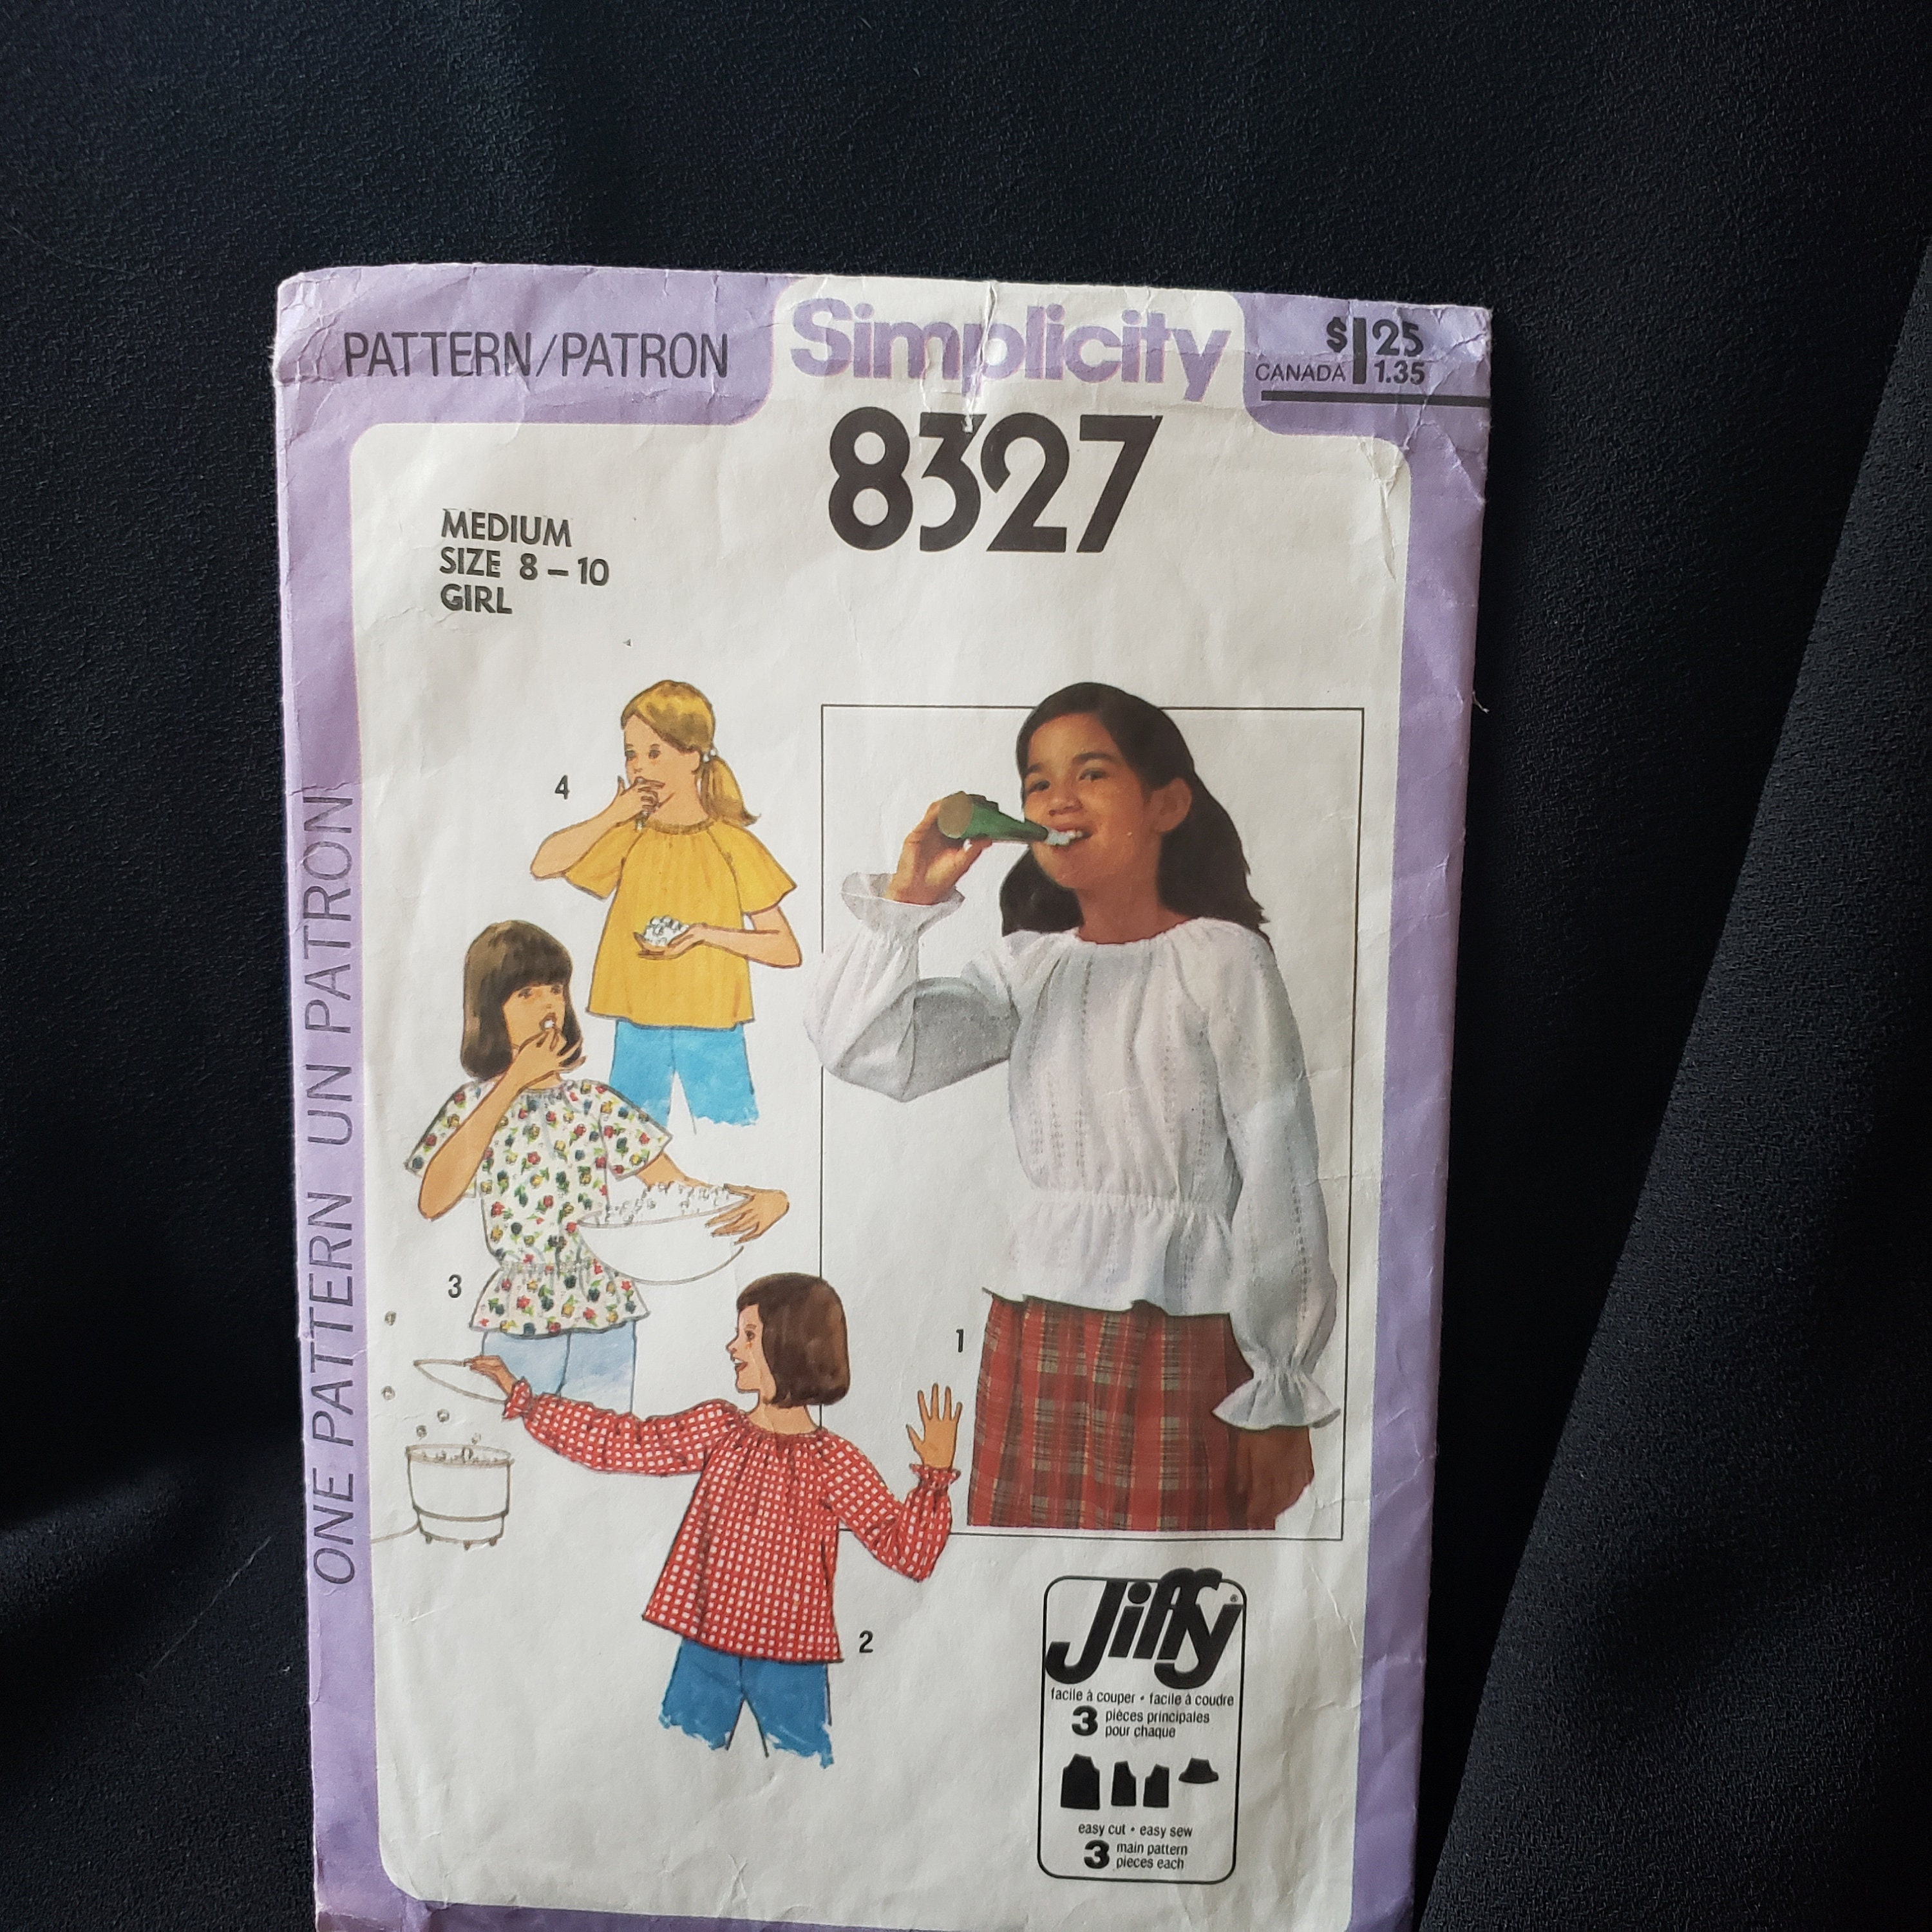 PATTERN/PATRON
Simplicity
$125
CANADA 1.35
8327
MEDIUM
SIZE 8 – 10
GIRL
ONE PATTERN UN PATRON
4
3
1
2
Jiffy®
facile à couper • facile à coudre
3 pièces principales
pour chaque
easy cut • easy sew
3 main pattern
pieces each